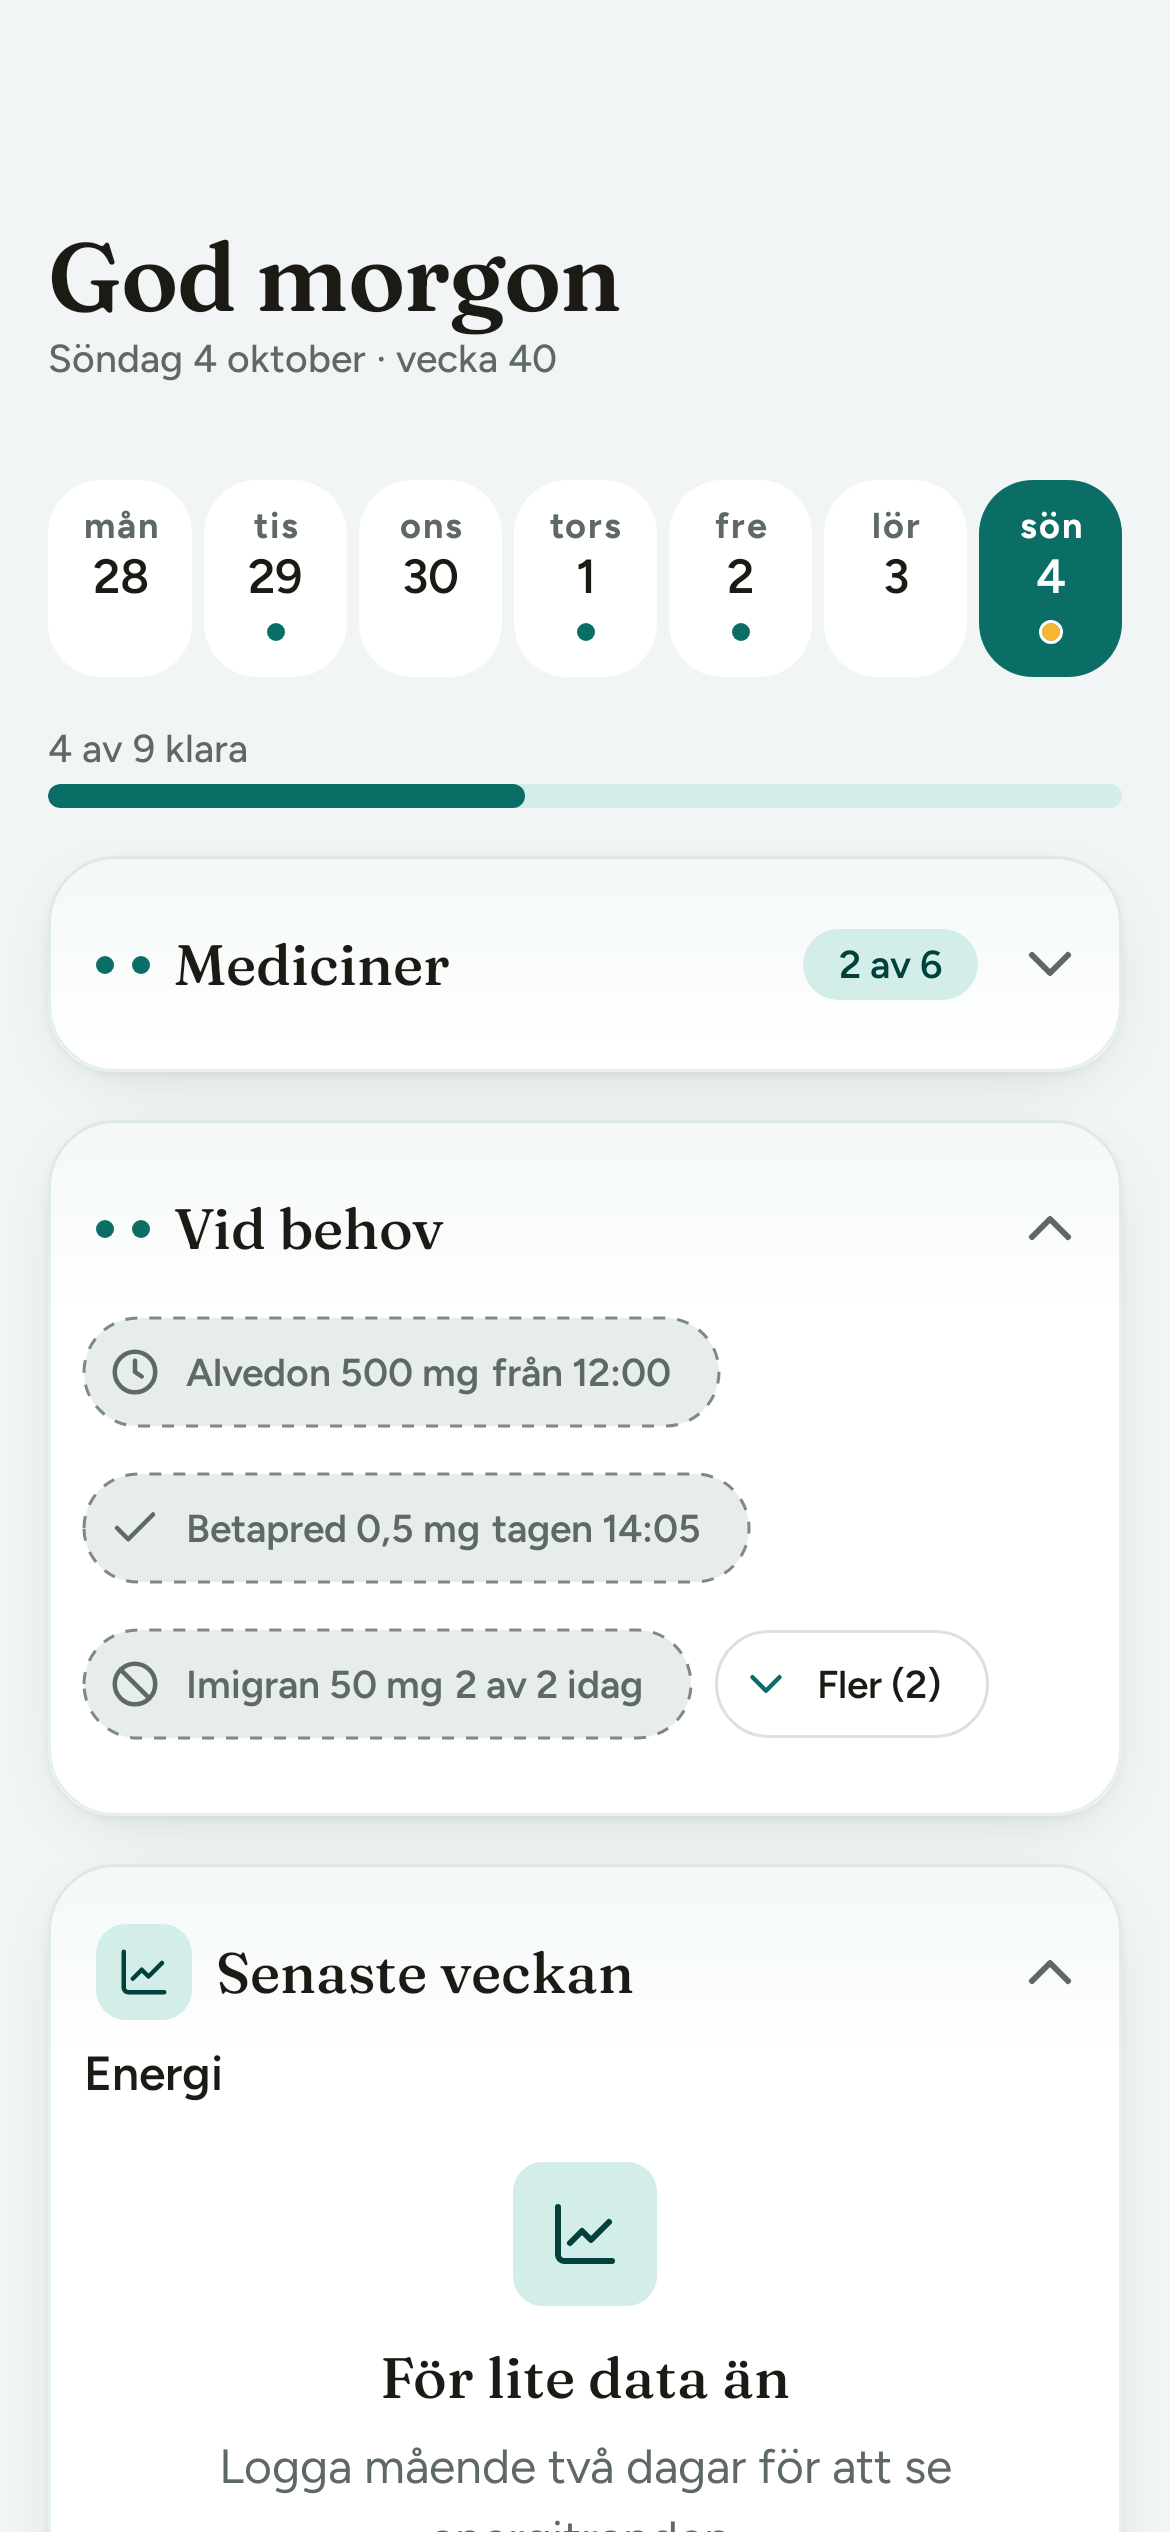 God morgon
Söndag 4 oktober · vecka 40
mån tis ons tors fre lör sön
28 29 30 1 2 3 4
4 av 9 klara
Mediciner 2 av 6
Vid behov
Alvedon 500 mg från 12:00
Betapred 0,5 mg tagen 14:05
Imigran 50 mg 2 av 2 idag Fler (2)
Senaste veckan
Energi
För lite data än
Logga mående två dagar för att se